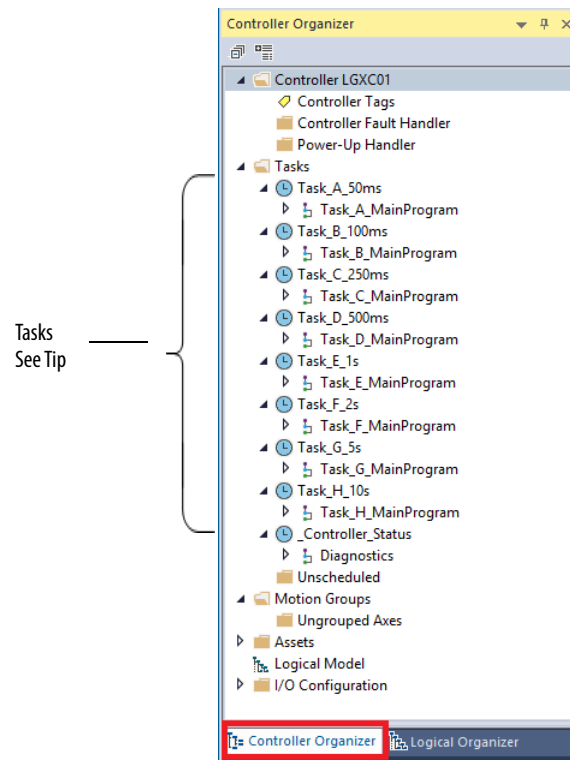 Controller Organizer
Controller LGXC01
Controller Tags
Controller Fault Handler
Power-Up Handler
Tasks
Task_A_50ms
Task_A_MainProgram
Task_B_100ms
Task_B_MainProgram
Task_C_250ms
Task_C_MainProgram
Task_D_500ms
Task_D_MainProgram
Task_E_1s
Task_E_MainProgram
Task_F_2s
Task_F_MainProgram
Task_G_5s
Task_G_MainProgram
Task_H_10s
Task_H_MainProgram
_Controller_Status
Diagnostics
Unscheduled
Motion Groups
Ungrouped Axes
Assets
Logical Model
I/O Configuration
Controller Organizer
Logical Organizer
Tasks
See Tip